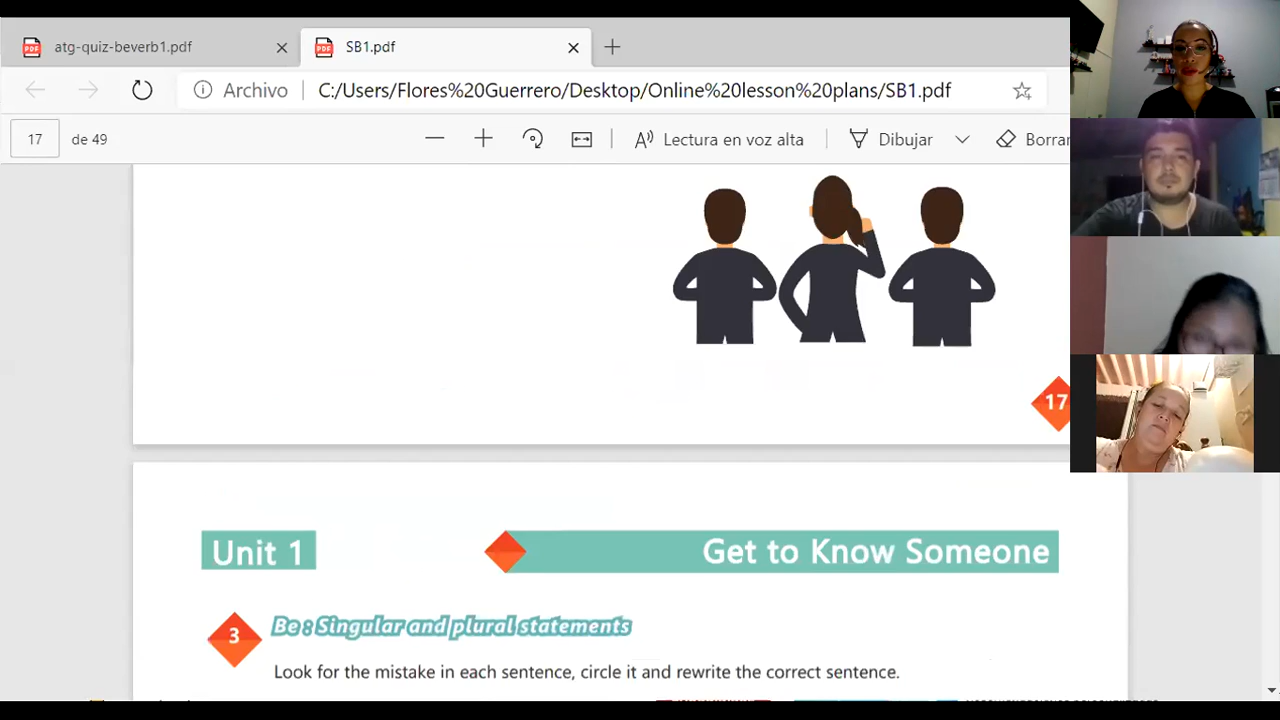 atg-quiz-beverb1.pdf
SB1.pdf
Archivo
C:/Users/Flores%20Guerrero/Desktop/Online%20lesson%20plans/SB1.pdf
17 de 49
Lectura en voz alta
Dibujar
Borrar
17
Unit 1
Get to Know Someone
3
Be : Singular and plural statements
Look for the mistake in each sentence, circle it and rewrite the correct sentence.